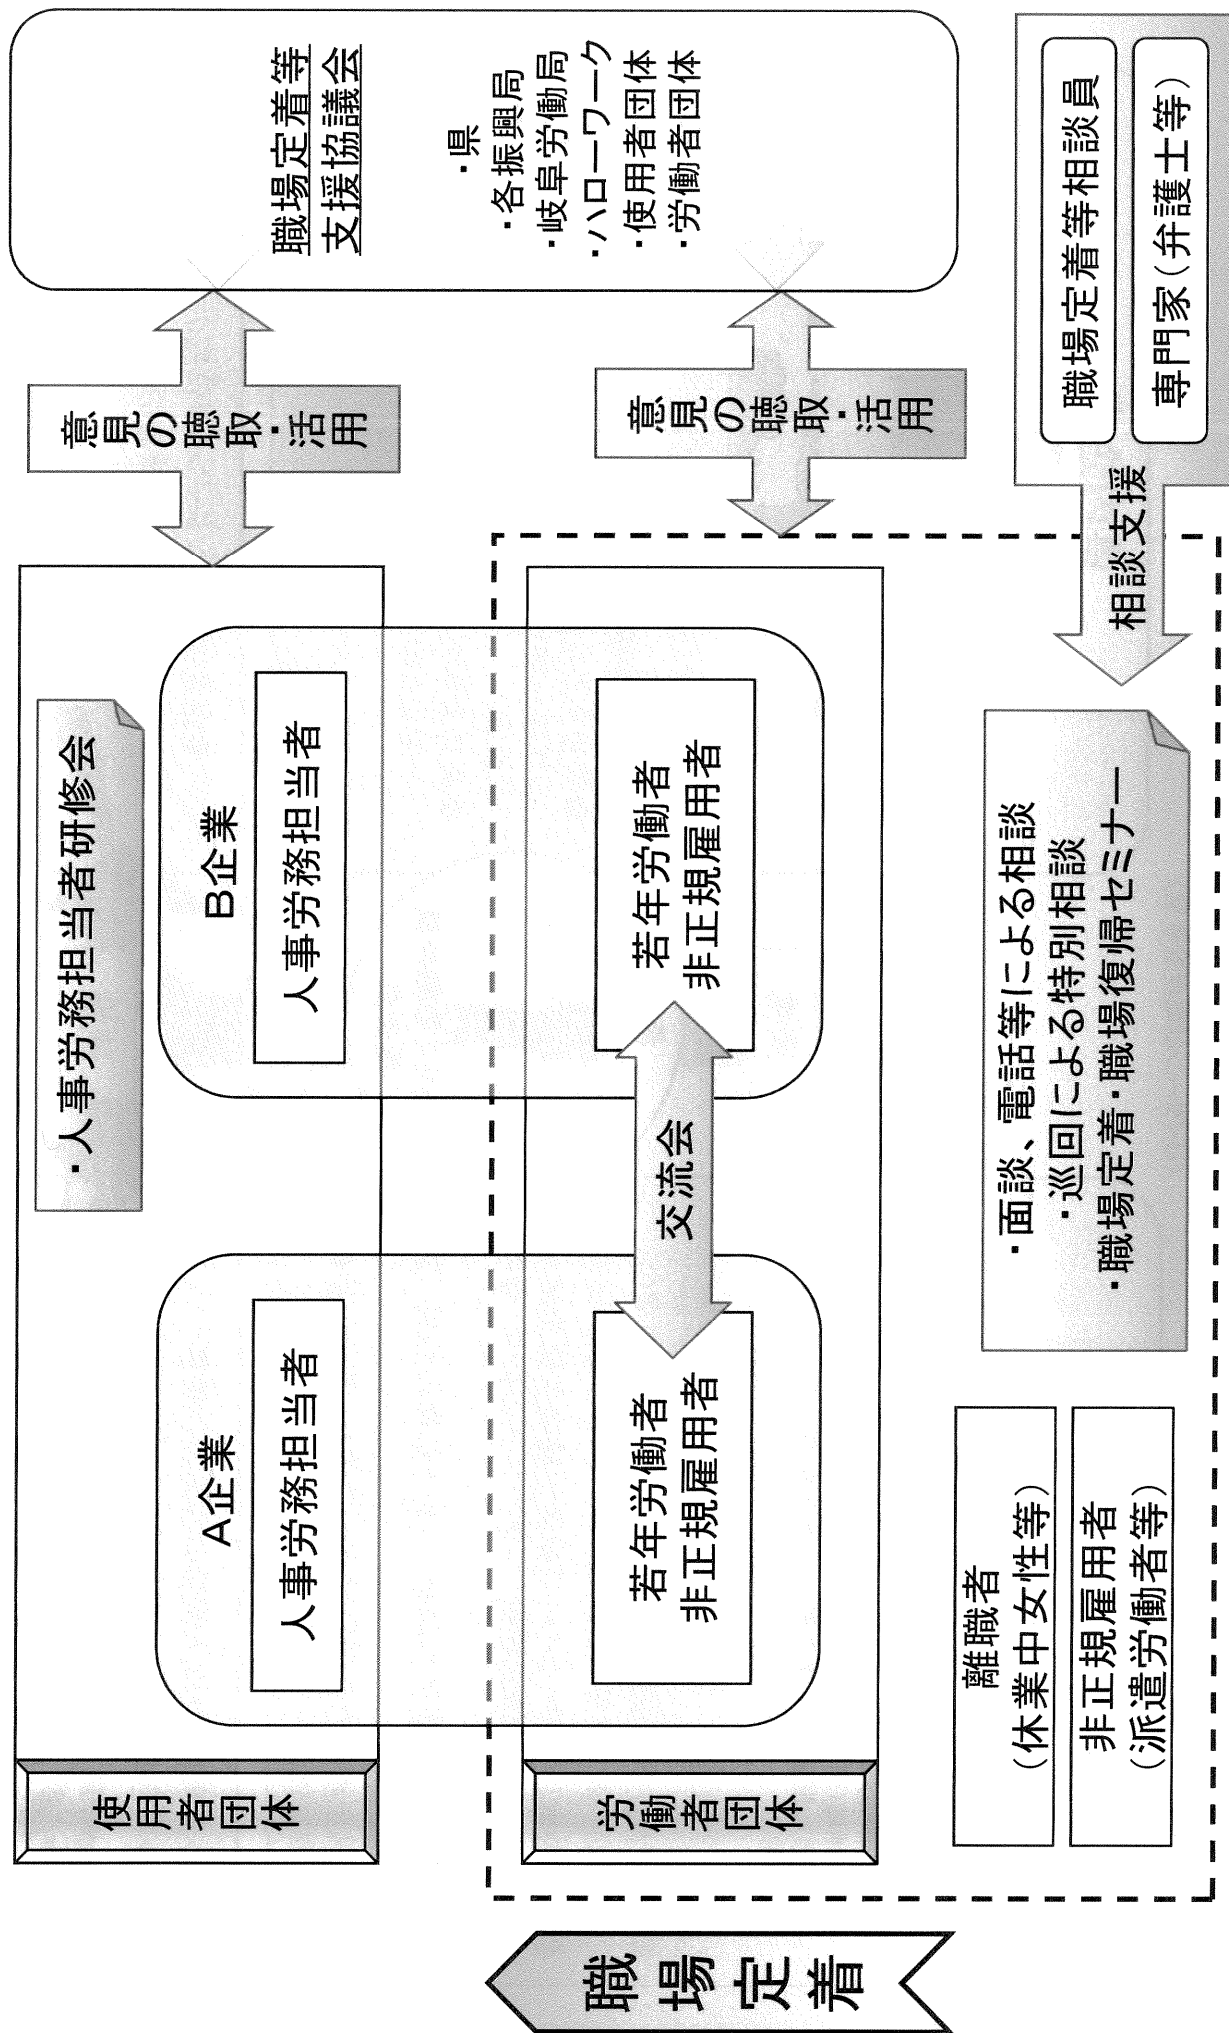 職場定着
使用者団体
・人事労務担当者研修会
A企業
人事労務担当者
B企業
人事労務担当者
労働者団体
若年労働者
非正規雇用者
交流会
若年労働者
非正規雇用者
離職者
(休業中女性等)
非正規雇用者
(派遣労働者等)
・面談、電話等による相談
・巡回による特別相談
・職場定着・職場復帰セミナー
意見の聴取・活用
意見の聴取・活用
相談支援
職場定着等
支援協議会
・県
・各振興局
・岐阜労働局
・ハローワーク
・使用者団体
・労働者団体
職場定着等相談員
専門家(弁護士等)